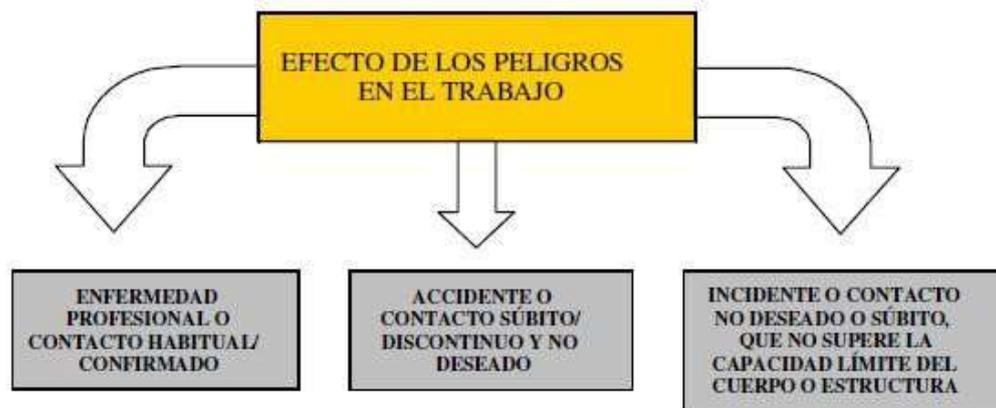 EFECTO DE LOS PELIGROS
EN EL TRABAJO
ENFERMEDAD
PROFESIONAL O
CONTACTO HABITUAL/
CONFIRMADO
ACCIDENTE O
CONTACTO SÚBITO/
DISCONTINUO Y NO
DESEADO
INCIDENTE O CONTACTO
NO DESEADO O SÚBITO,
QUE NO SUPERE LA
CAPACIDAD LÍMITE DEL
CUERPO O ESTRUCTURA